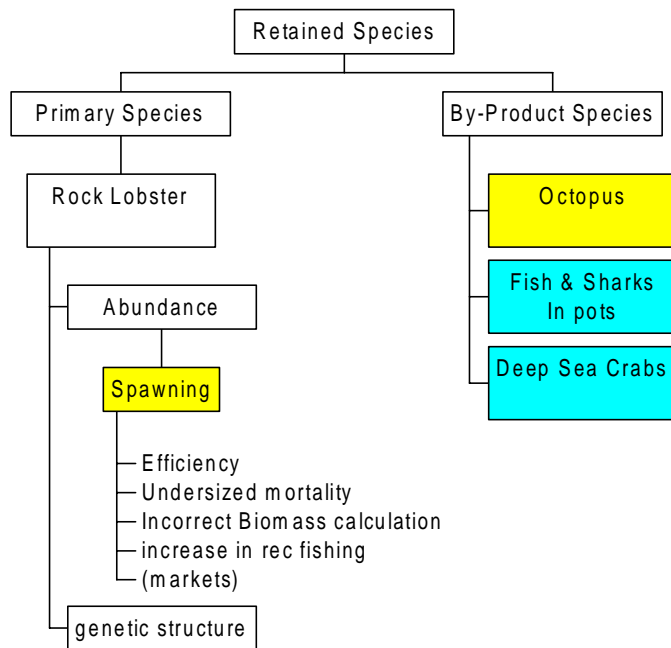 Retained Species
Primary Species
By-Product Species
Rock Lobster
Octopus
Fish & Sharks
In pots
Deep Sea Crabs
Abundance
Spawning
Efficiency
Undersized mortality
Incorrect Biomass calculation
increase in rec fishing
(markets)
genetic structure